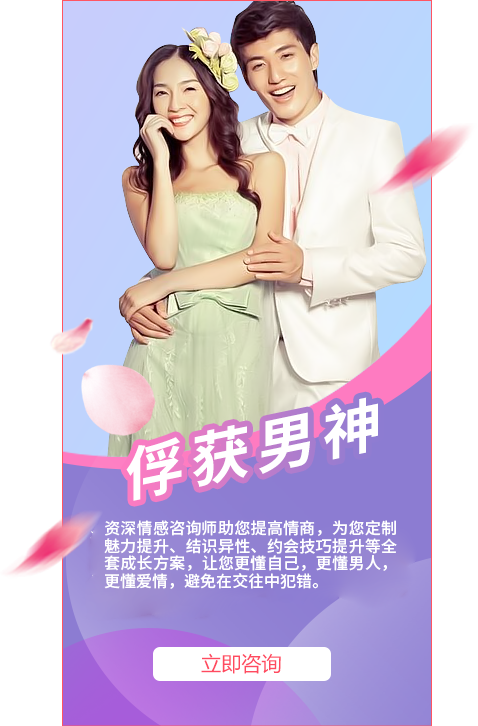 俘获男神
资深情感咨询师助您提高情商，为您定制
魅力提升、结识异性、约会技巧提升等全
套成长方案，让您更懂自己，更懂男人，
更懂爱情，避免在交往中犯错。
立即咨询